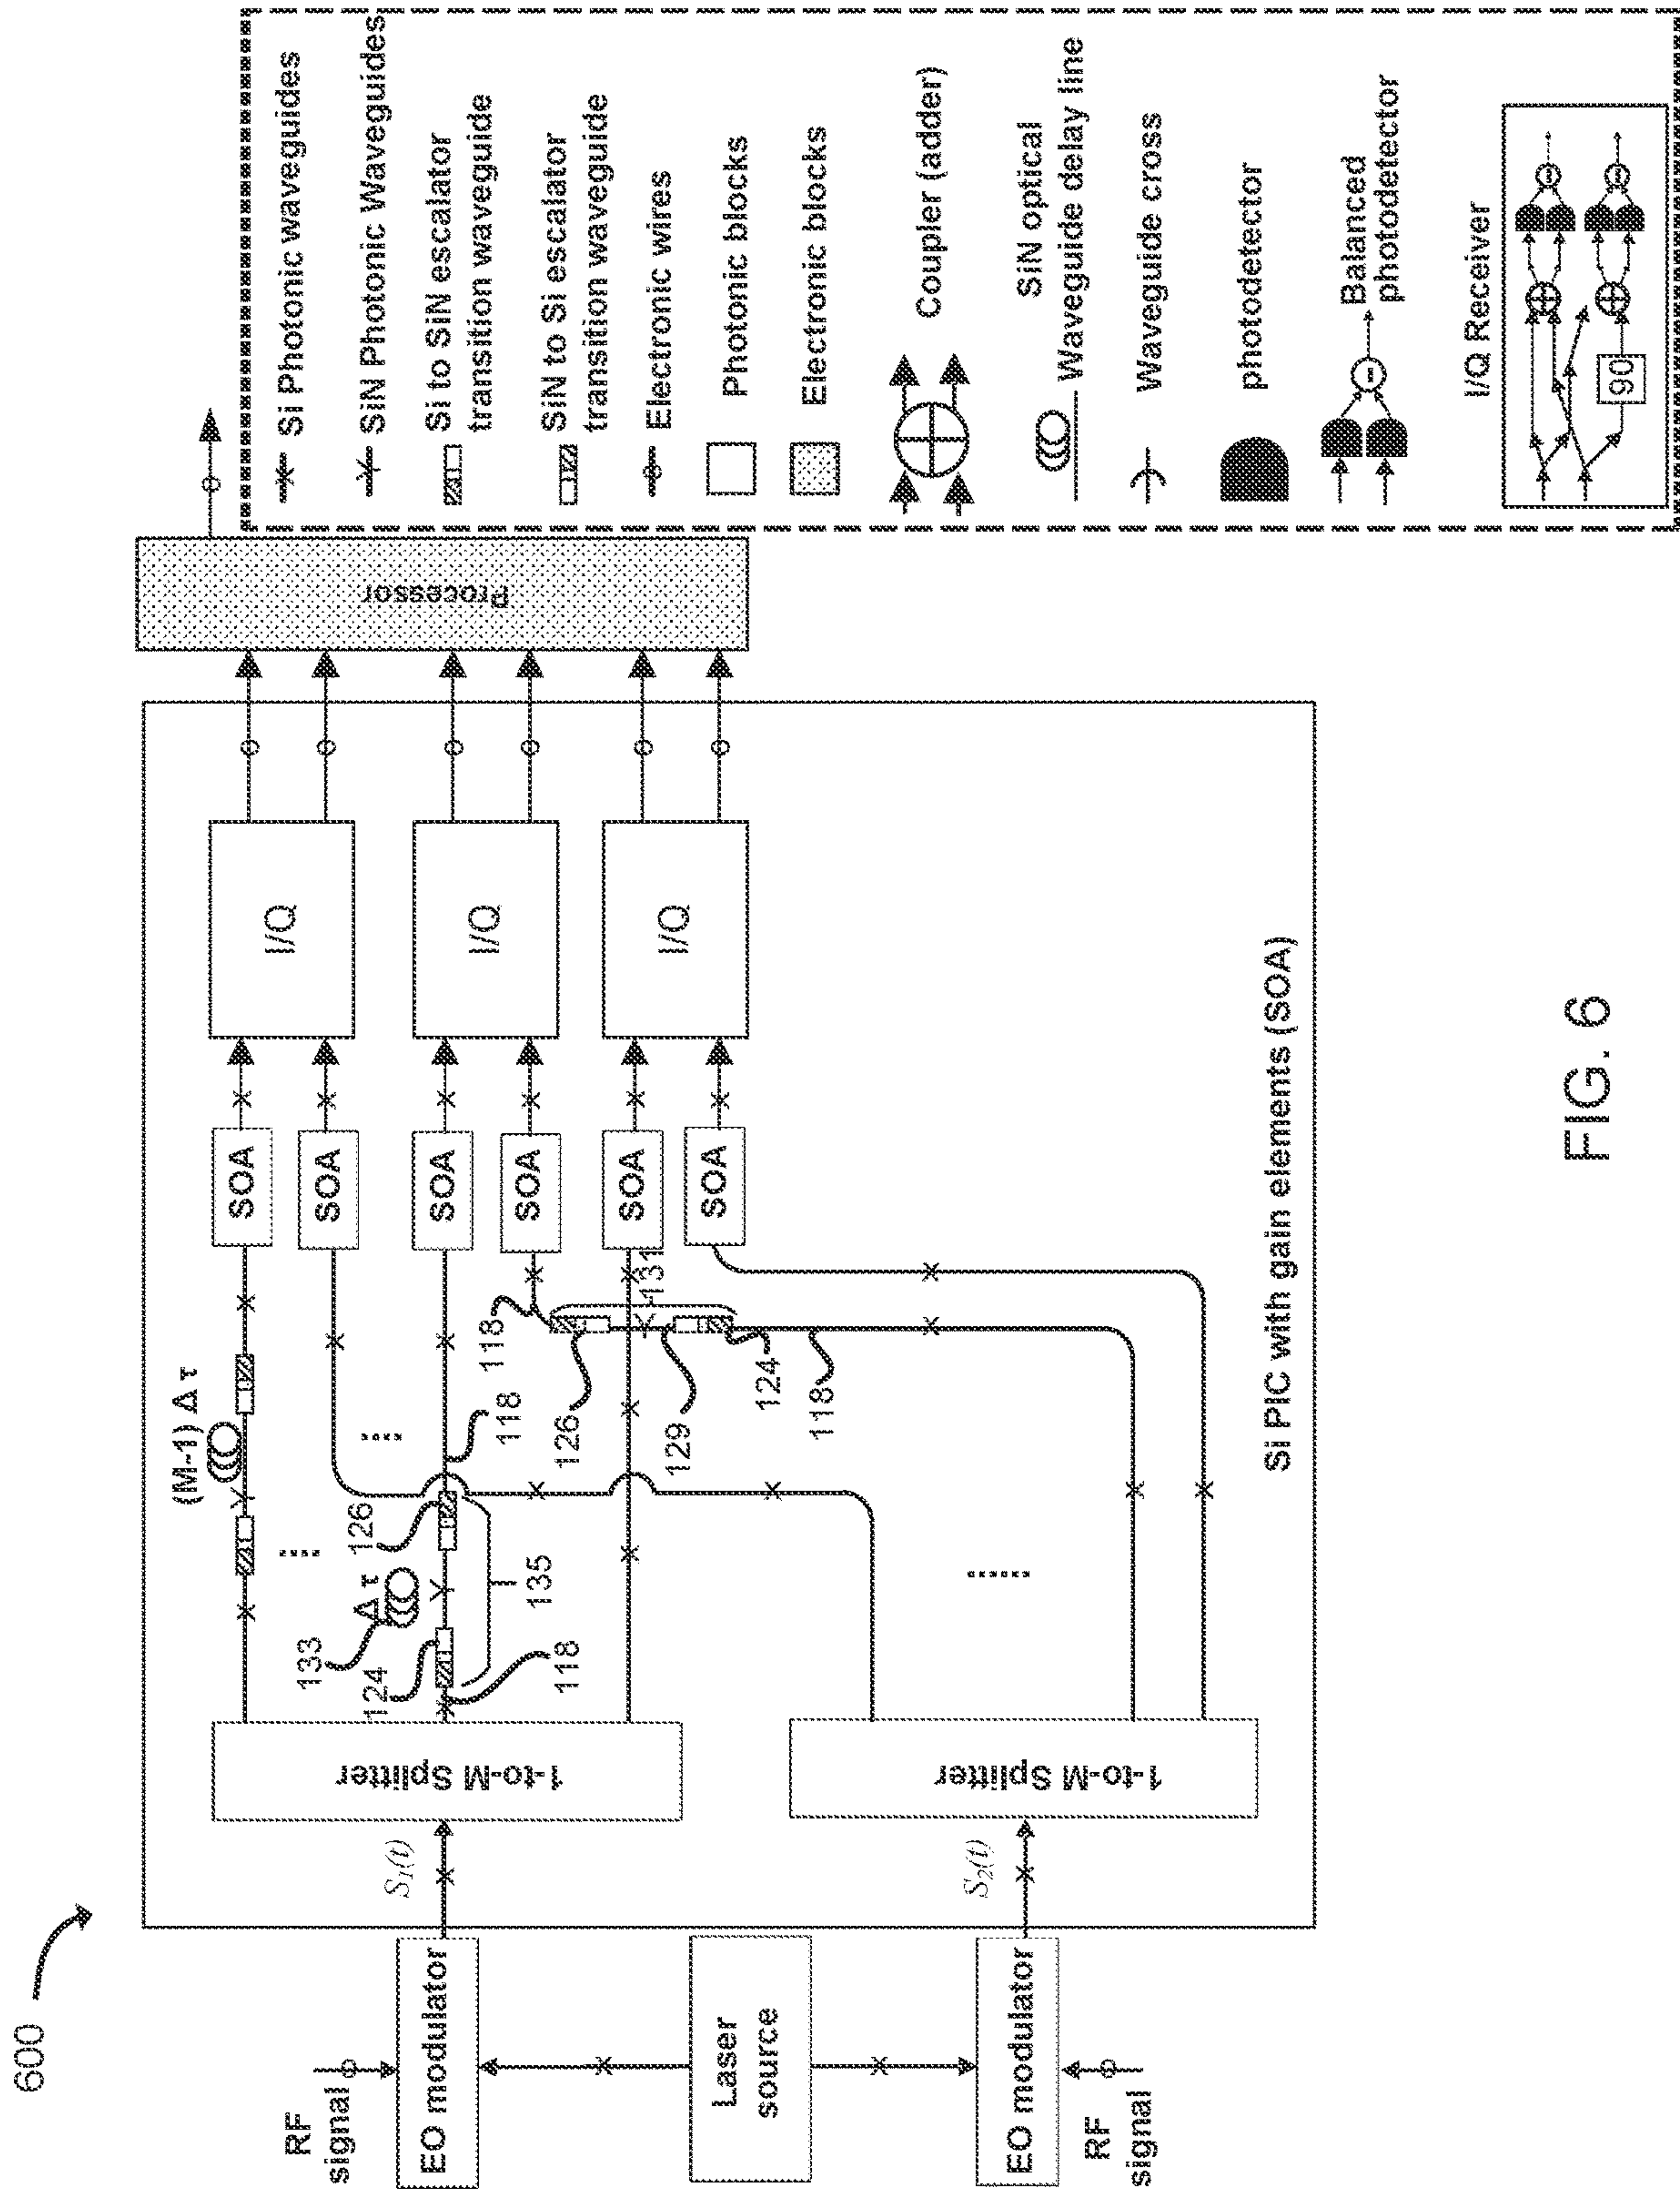 600
RF
signal
EO modulator
Laser
source
EO modulator
RF
signal
S₁(t)
S₂(t)
1-to-M Splitter
1-to-M Splitter
(M-1) Δ τ
133
Δ τ
124
126
118
135
118
118
126
129
124
118
131
SOA
SOA
SOA
SOA
SOA
SOA
I/Q
I/Q
I/Q
Si PIC with gain elements (SOA)
Processor
Si Photonic waveguides
SiN Photonic Waveguides
Si to SiN escalator
transition waveguide
SiN to Si escalator
transition waveguide
Electronic wires
Photonic blocks
Electronic blocks
Coupler (adder)
SiN optical
Waveguide delay line
Waveguide cross
photodetector
Balanced
photodetector
I/Q Receiver
90
FIG. 6